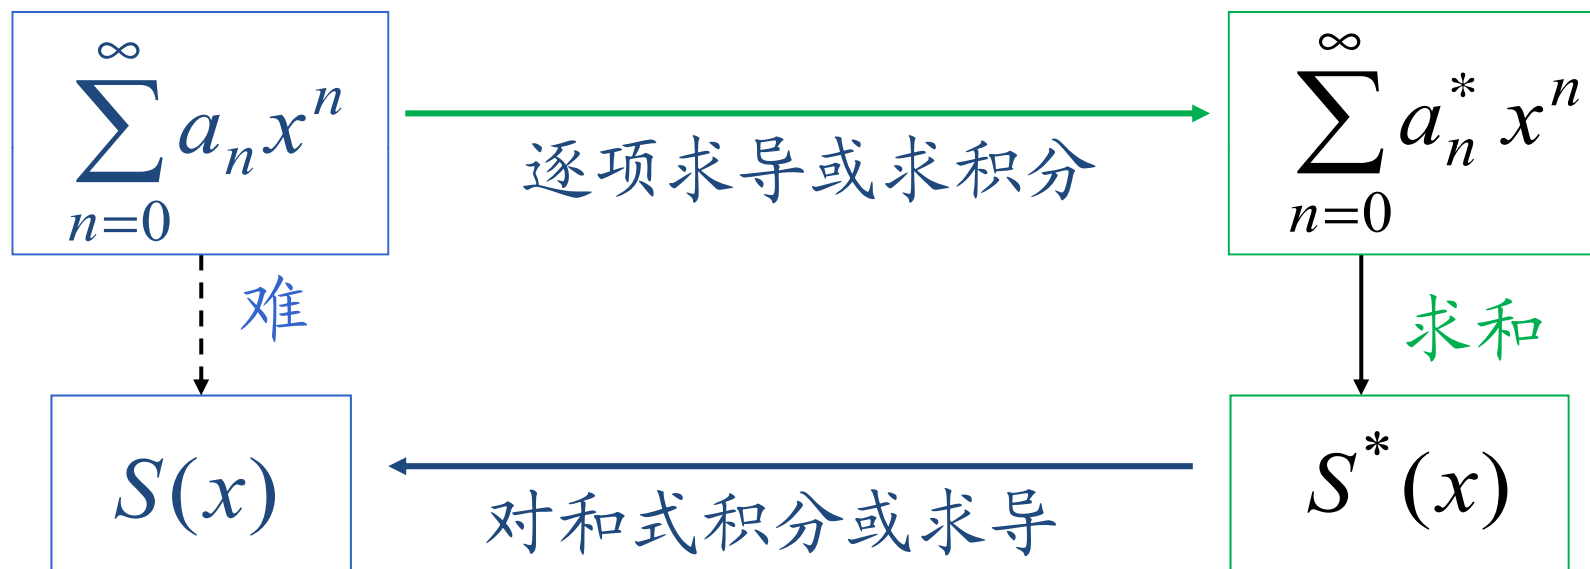 ∑_{n=0}^{∞} a_n x^n
逐项求导或求积分
∑_{n=0}^{∞} a_n^* x^n
难
求和
S(x)
对和式积分或求导
S^*(x)